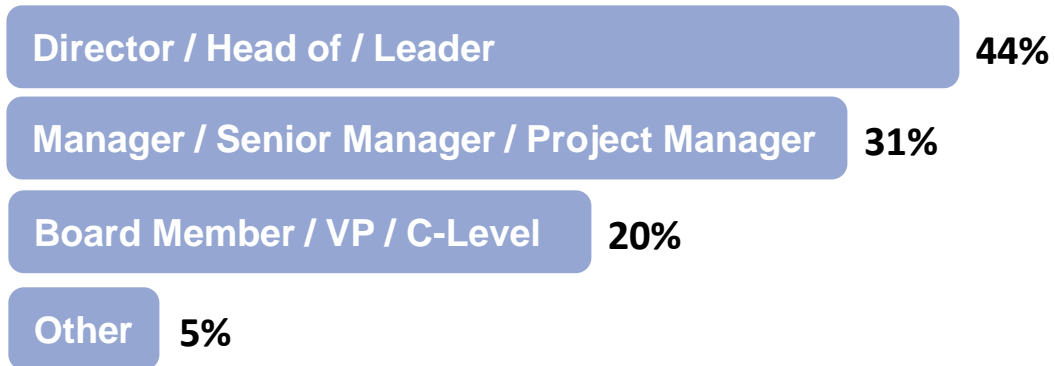 Director / Head of / Leader 44%
Manager / Senior Manager / Project Manager 31%
Board Member / VP / C-Level 20%
Other 5%